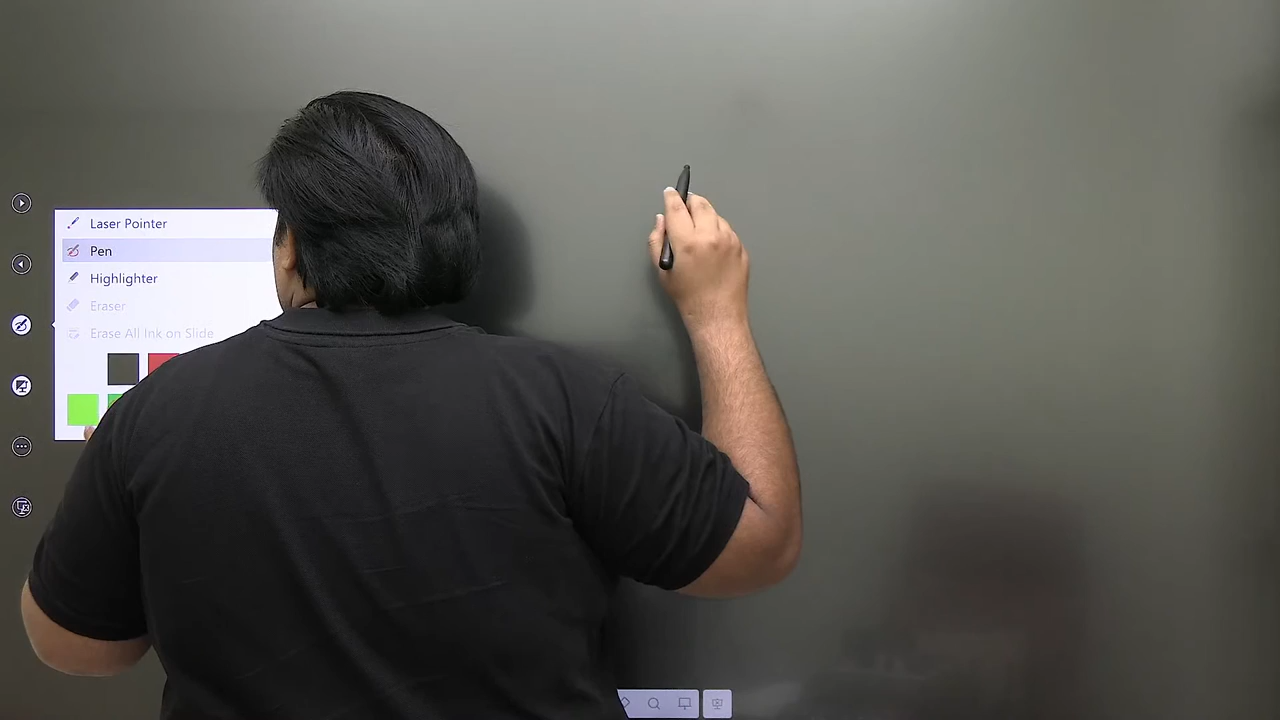 Laser Pointer
Pen
Highlighter
Eraser
Erase All Ink on Slide